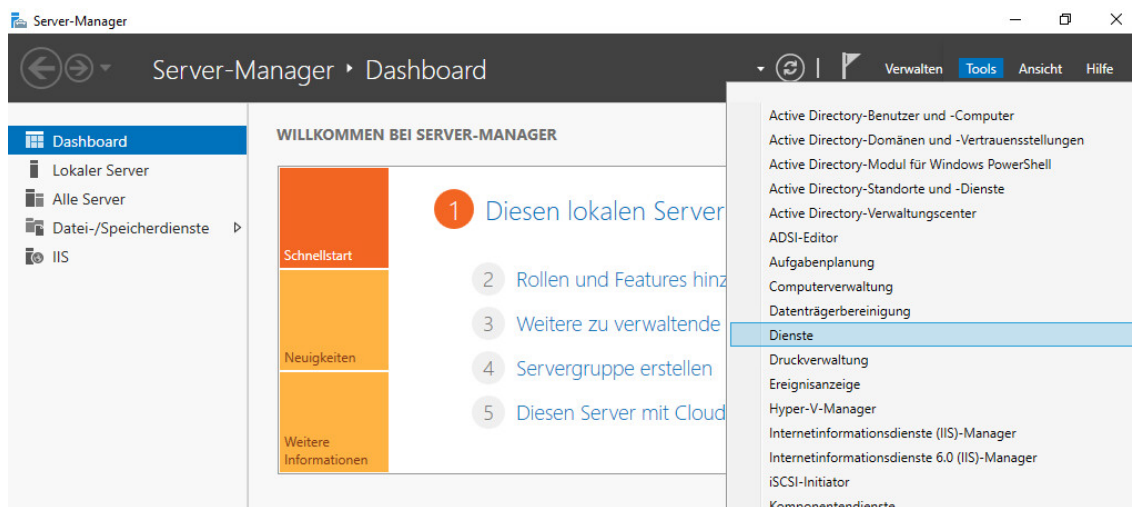 Server-Manager
Server-Manager • Dashboard
Verwalten Tools Ansicht Hilfe
Dashboard
Lokaler Server
Alle Server
Datei-/Speicherdienste
IIS
WILLKOMMEN BEI SERVER-MANAGER
Schnellstart
Neuigkeiten
Weitere
Informationen
1 Diesen lokalen Server
2 Rollen und Features hinz
3 Weitere zu verwaltende
4 Servergruppe erstellen
5 Diesen Server mit Cloud
Active Directory-Benutzer und -Computer
Active Directory-Domänen und -Vertrauensstellungen
Active Directory-Modul für Windows PowerShell
Active Directory-Standorte und -Dienste
Active Directory-Verwaltungscenter
ADSI-Editor
Aufgabenplanung
Computerverwaltung
Datenträgerbereinigung
Dienste
Druckverwaltung
Ereignisanzeige
Hyper-V-Manager
Internetinformationsdienste (IIS)-Manager
Internetinformationsdienste 6.0 (IIS)-Manager
iSCSI-Initiator
Komponentendienste